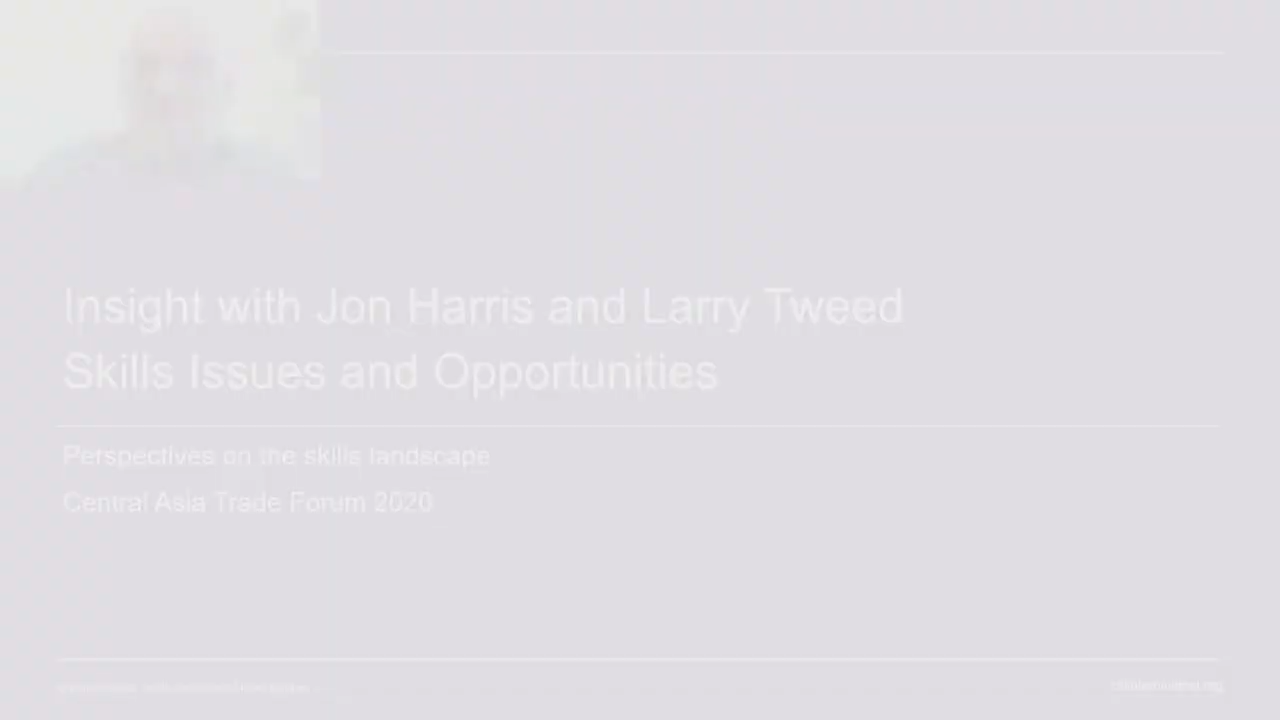 Insight with Jon Harris and Larry Tweed
Skills Issues and Opportunities
Perspectives on the skills landscape
Central Asia Trade Forum 2020